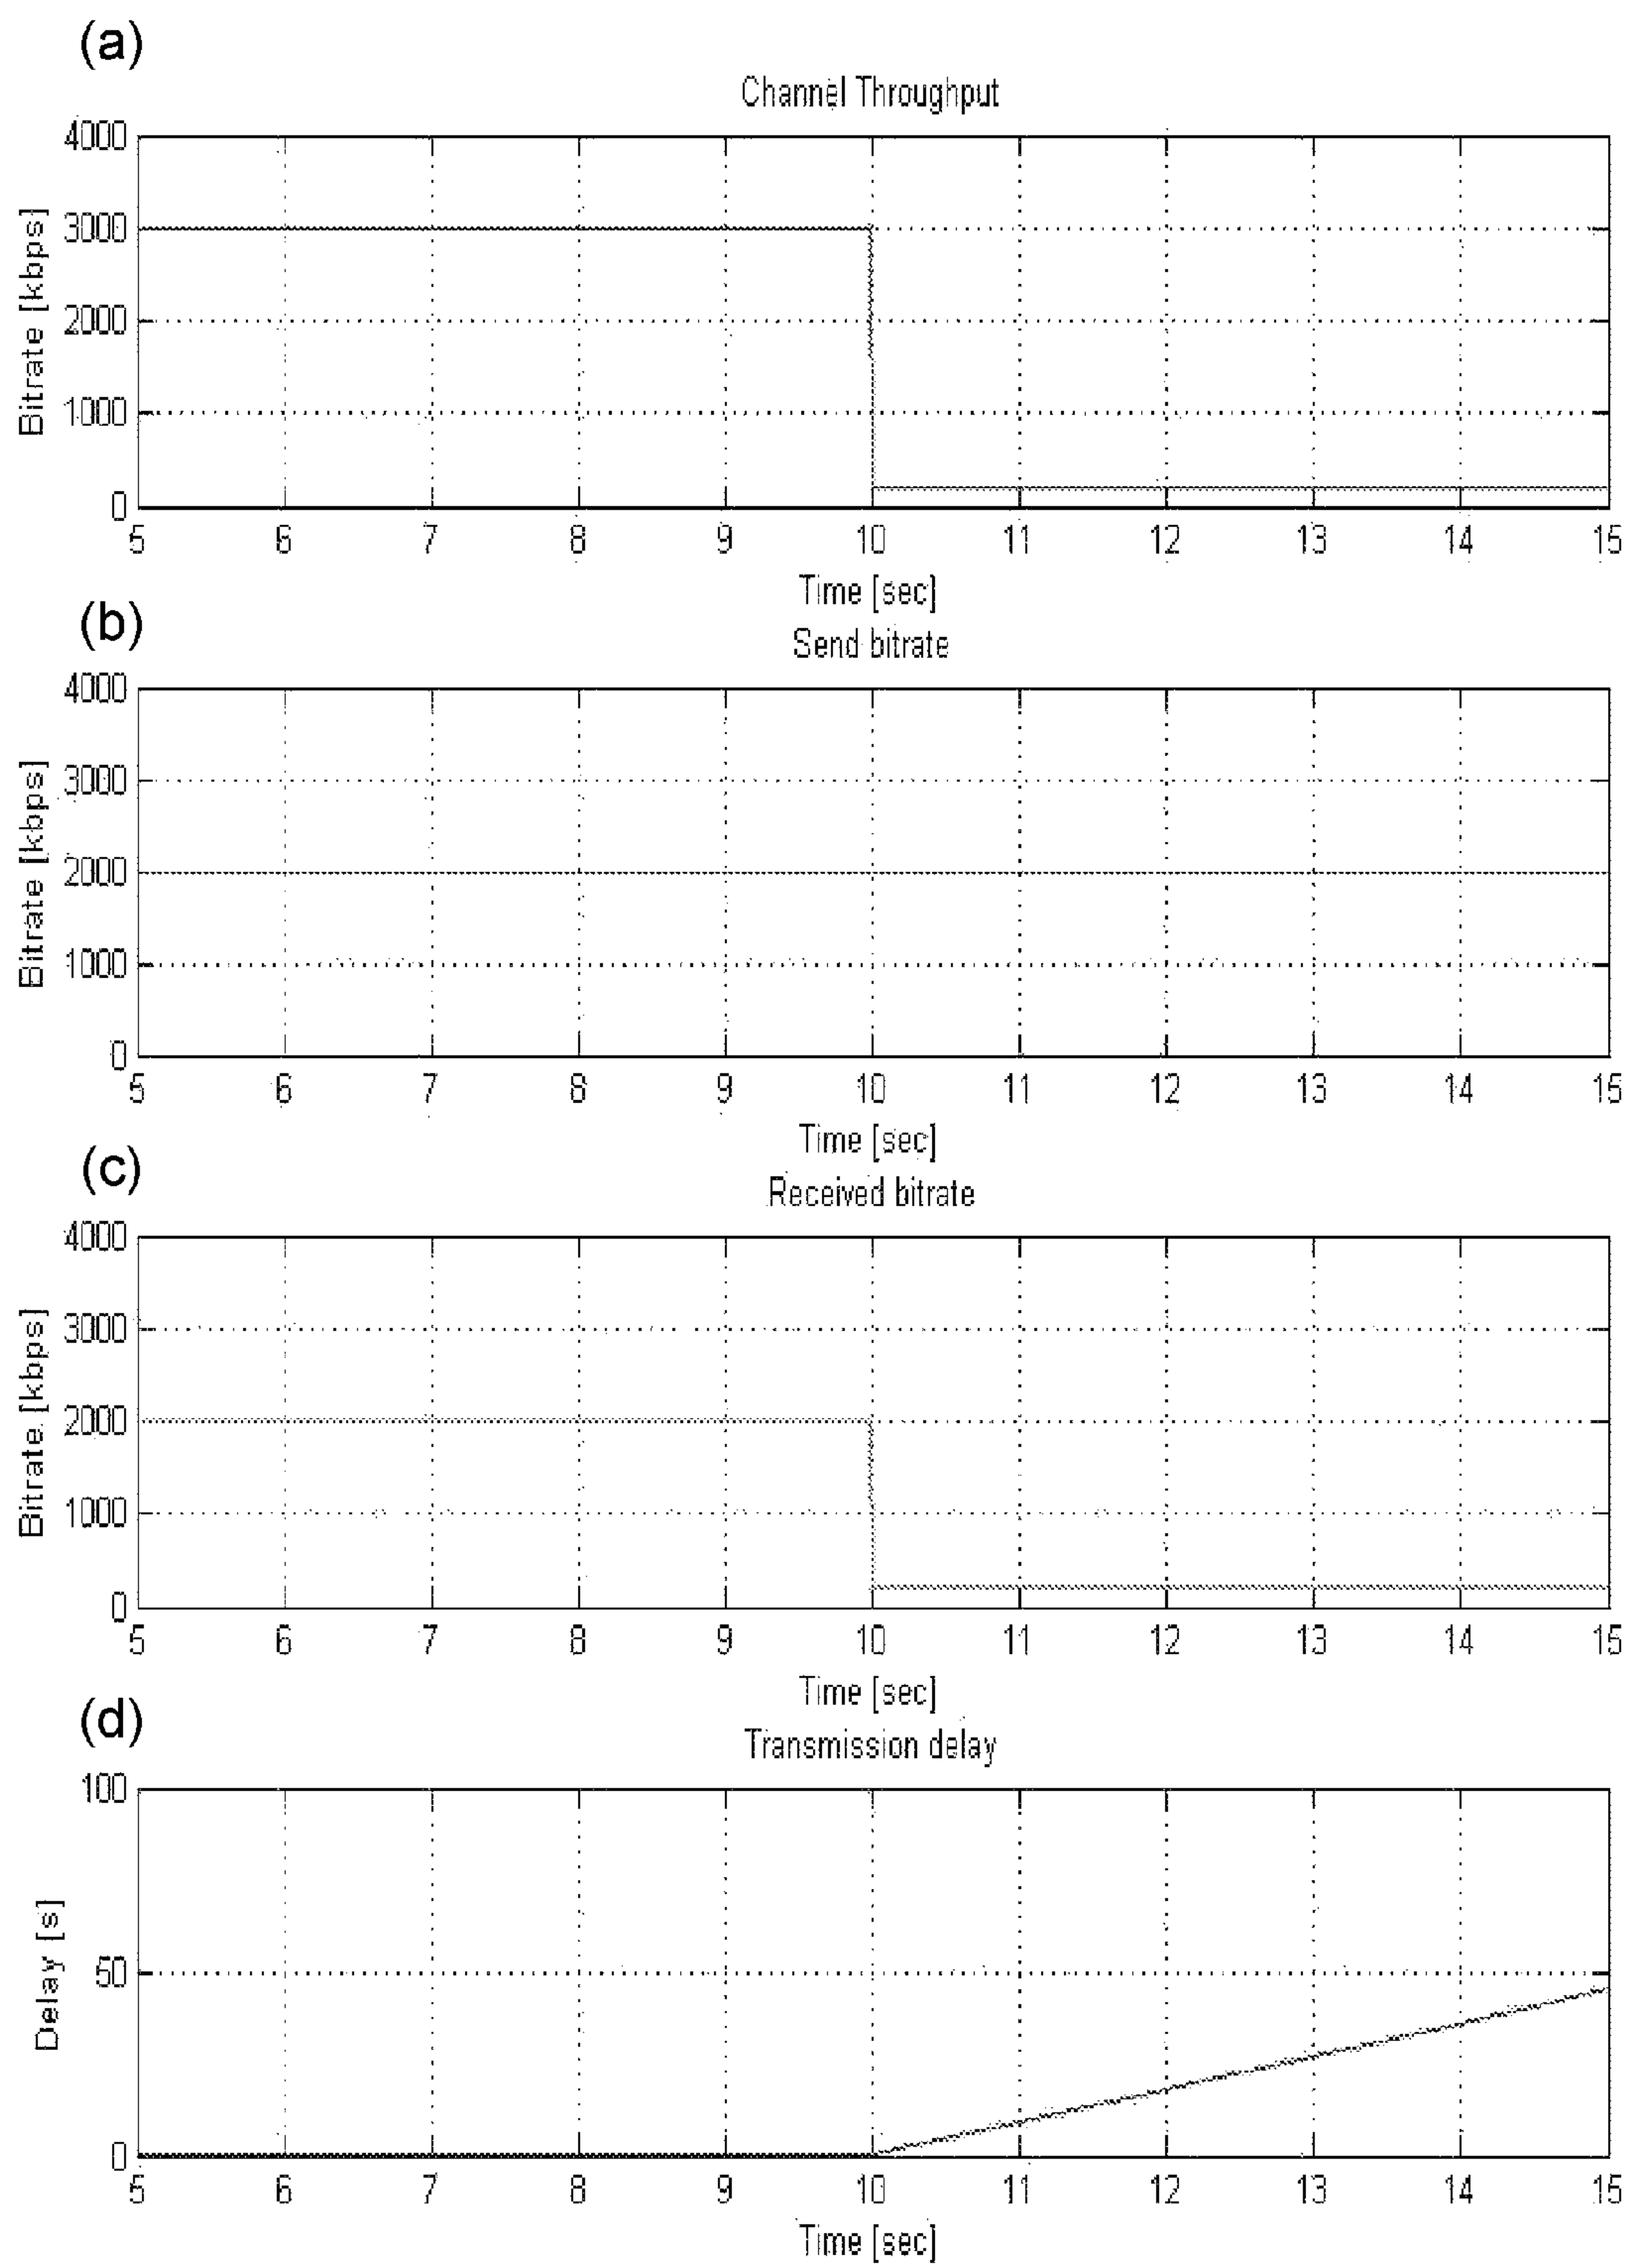 (a)
Channel Throughput
Bitrate [kbps]
4000
3000
2000
1000
0
5 6 7 8 9 10 11 12 13 14 15
Time [sec]
(b)
Send bitrate
Bitrate [kbps]
4000
3000
2000
1000
0
5 6 7 8 9 10 11 12 13 14 15
Time [sec]
(c)
Received bitrate
Bitrate [kbps]
4000
3000
2000
1000
0
5 6 7 8 9 10 11 12 13 14 15
Time [sec]
(d)
Transmission delay
Delay [s]
100
50
0
5 6 7 8 9 10 11 12 13 14 15
Time [sec]